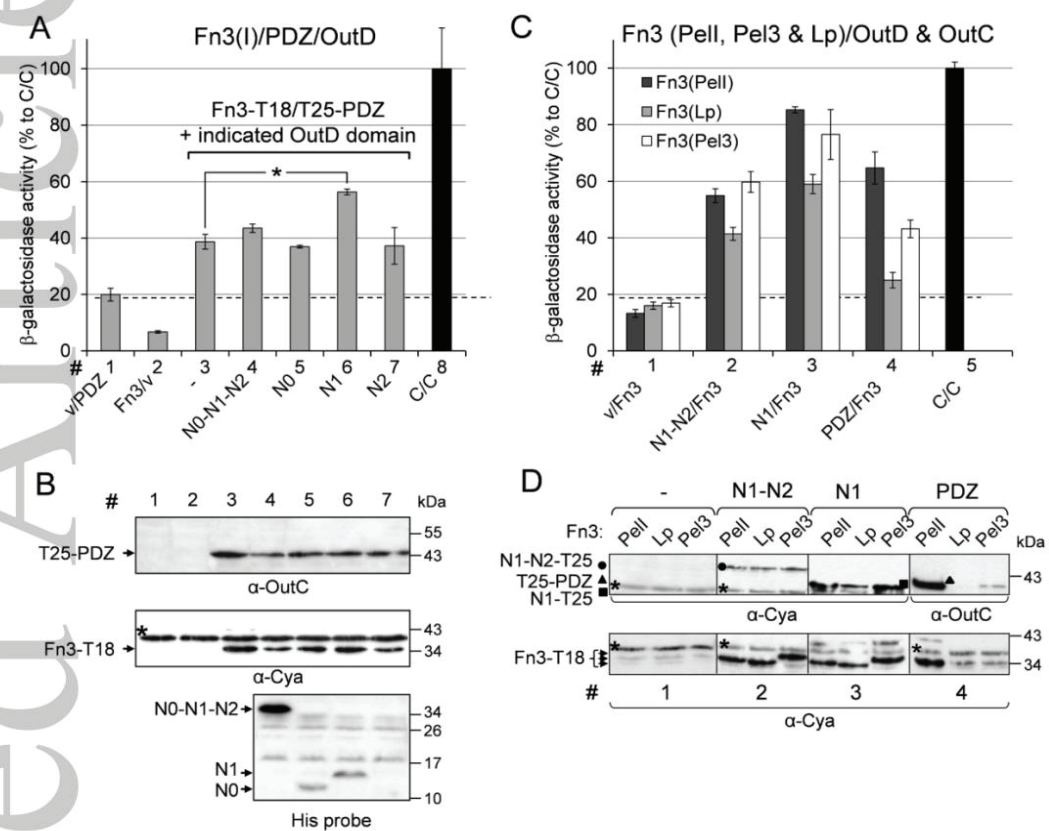 A
Fn3(I)/PDZ/OutD
β-galactosidase activity (% to C/C)
100
80
60
40
20
0
Fn3-T18/T25-PDZ
+ indicated OutD domain
*
# 1 2 3 4 5 6 7 8
v/PDZ
Fn3/v
-
N0-N1-N2
N0
N1
N2
C/C
C
Fn3 (PelI, Pel3 & Lp)/OutD & OutC
β-galactosidase activity (% to C/C)
100
80
60
40
20
0
Fn3(PelI)
Fn3(Lp)
Fn3(Pel3)
# 1 2 3 4 5
v/Fn3
N1-N2/Fn3
N1/Fn3
PDZ/Fn3
C/C
B
# 1 2 3 4 5 6 7 kDa
55
T25-PDZ 43
α-OutC
* 43
Fn3-T18 34
α-Cya
N0-N1-N2 34
26
17
N1
N0
10
His probe
D
- N1-N2 N1 PDZ
Fn3: PelI Lp Pel3 PelI Lp Pel3 PelI Lp Pel3 PelI Lp Pel3
kDa
N1-N2-T25
T25-PDZ 43
N1-T25
* *
α-Cya α-OutC
* * * 43
Fn3-T18 34
# 1 2 3 4
α-Cya